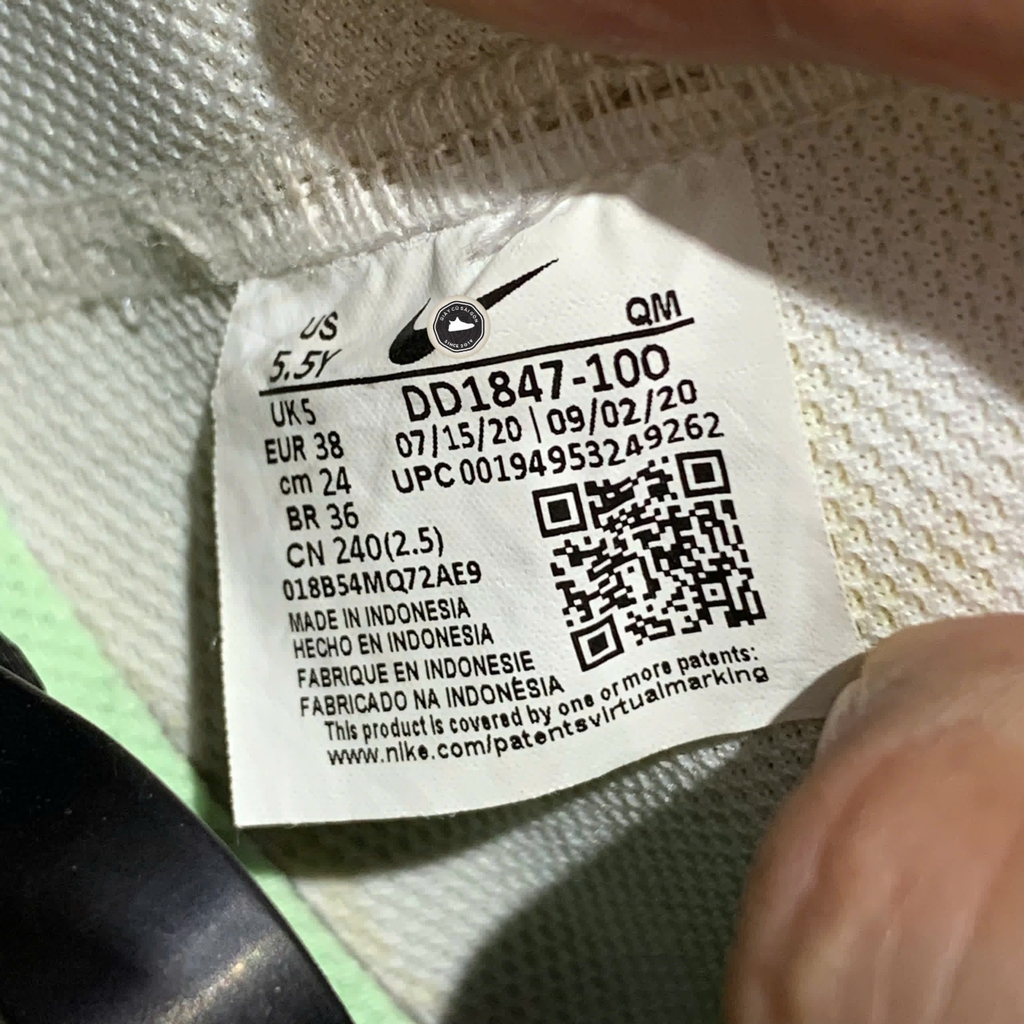 US
5.5Y
QM
UK5
EUR 38
cm 24
BR 36
CN 240(2.5)
DD1847-100
07/15/20 | 09/02/20
UPC 00194953249262
018B54MQ72AE9
MADE IN INDONESIA
HECHO EN INDONESIA
FABRIQUE EN INDONESIE
FABRICADO NA INDONÉSIA
This product is covered by one or more patents:
www.nike.com/patentsvirtualmarking
SINCE 2019